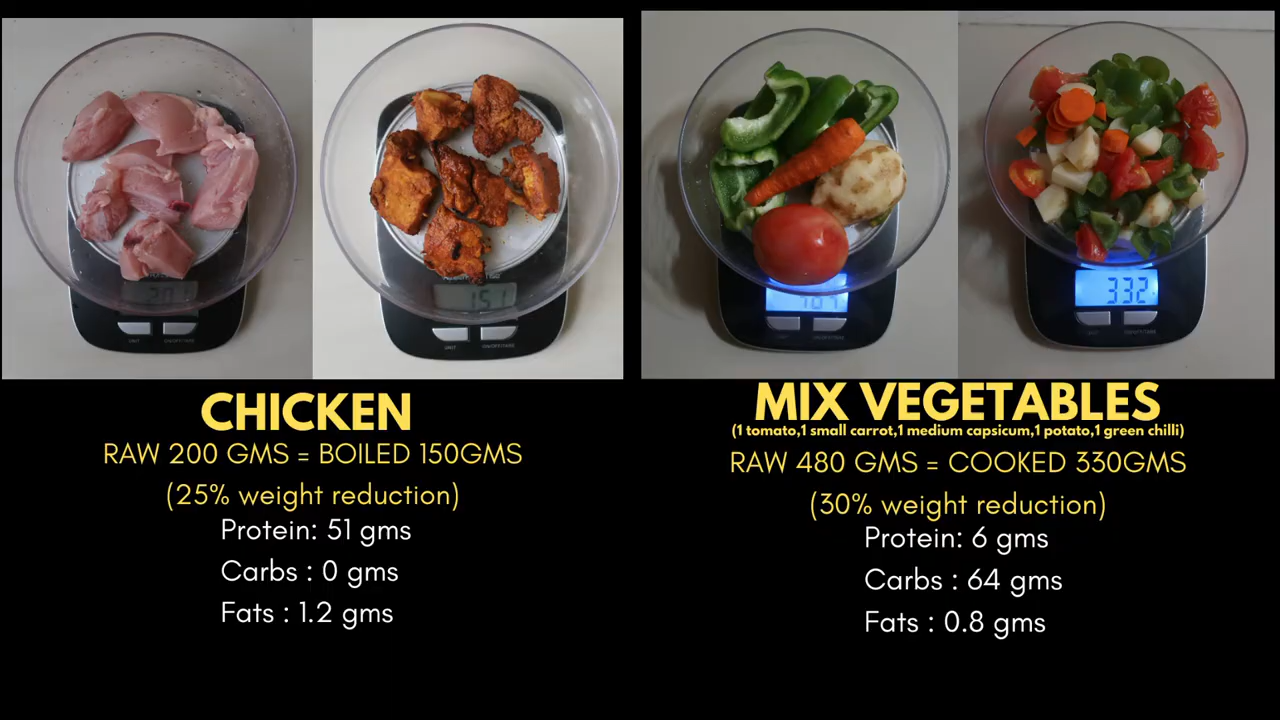 151
332
CHICKEN
RAW 200 GMS = BOILED 150GMS
(25% weight reduction)
Protein: 51 gms
Carbs : 0 gms
Fats : 1.2 gms
MIX VEGETABLES
(1 tomato,1 small carrot,1 medium capsicum,1 potato,1 green chilli)
RAW 480 GMS = COOKED 330GMS
(30% weight reduction)
Protein: 6 gms
Carbs : 64 gms
Fats : 0.8 gms